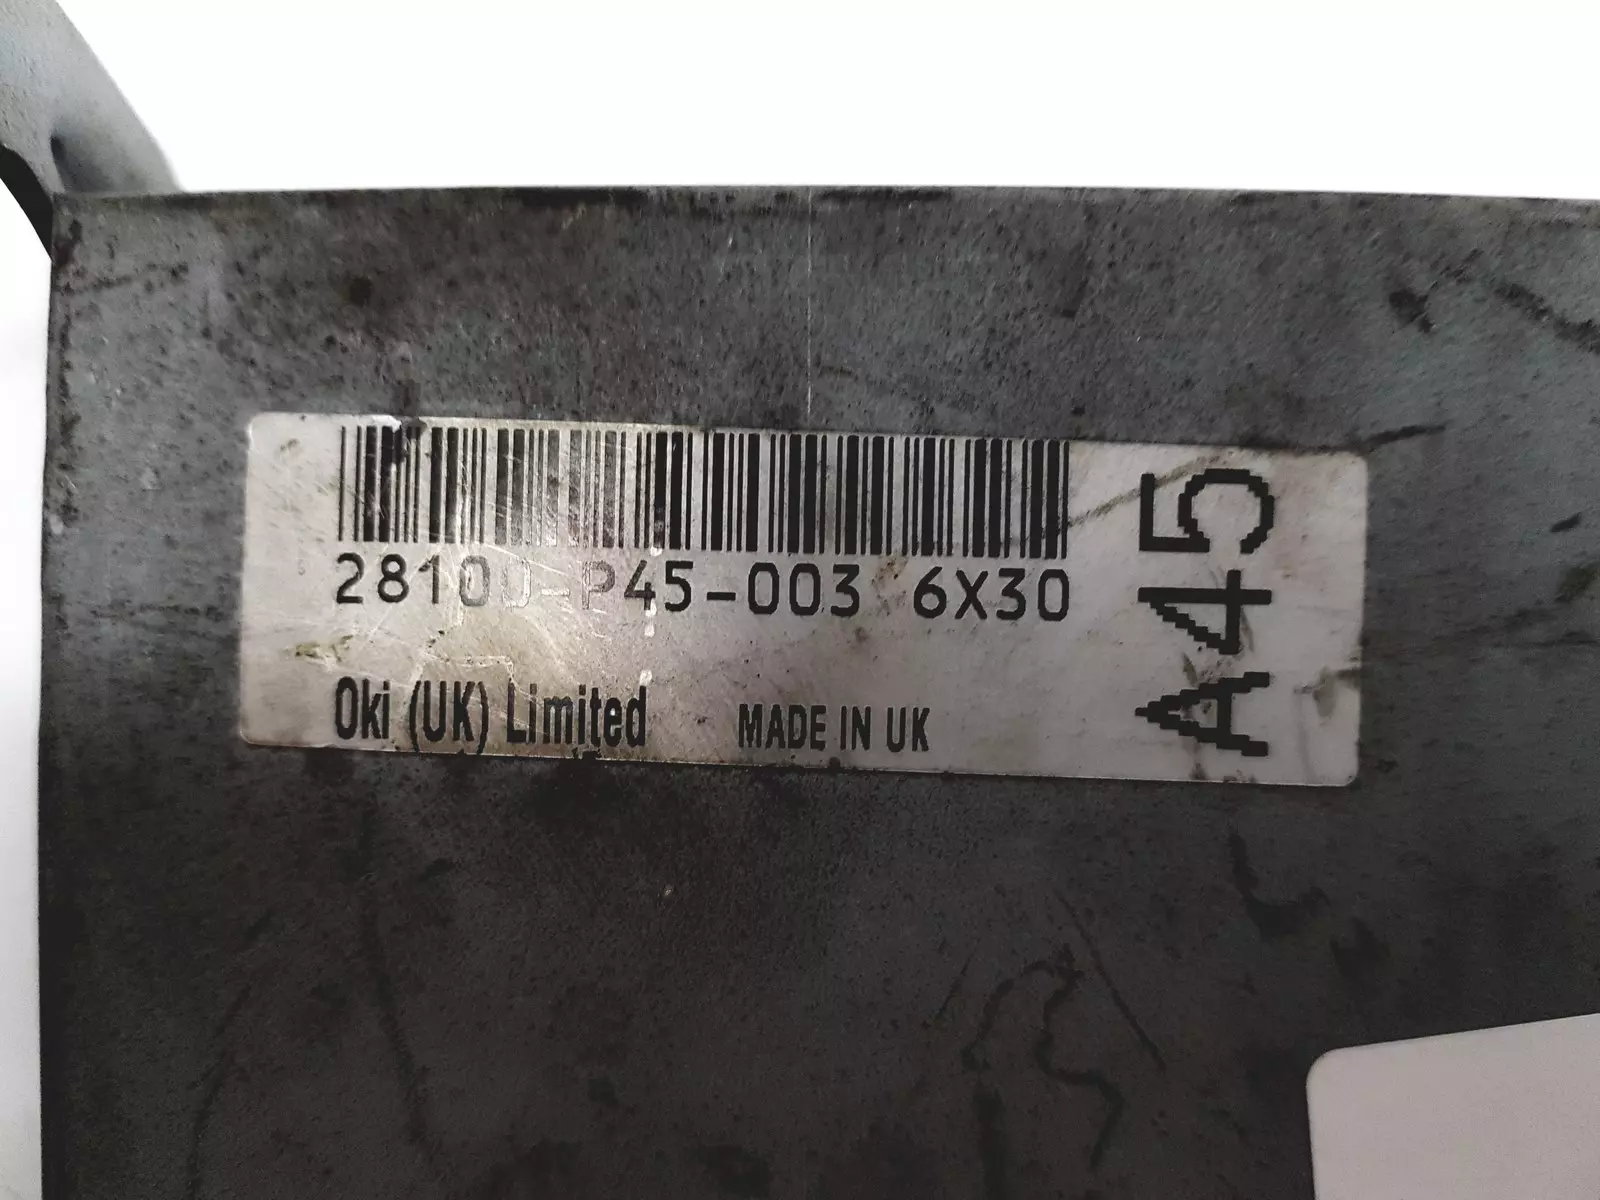 28100-P45-003 6X30
Oki (UK) Limited MADE IN UK
A45